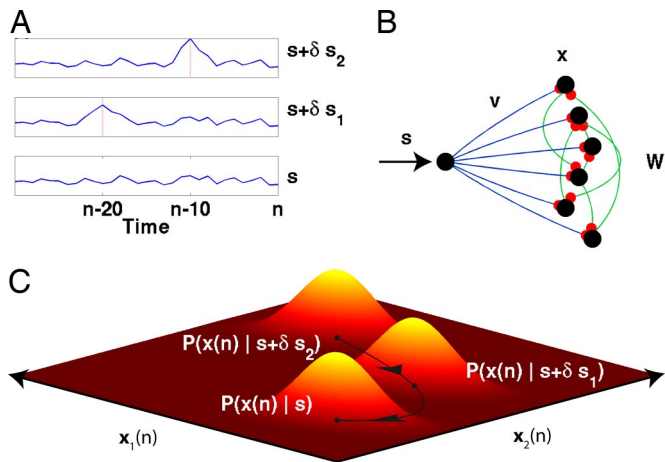 A
s+δ s₂
s+δ s₁
s
n-20
n-10
n
Time
B
x
v
s
W
C
P(x(n) | s+δ s₂)
P(x(n) | s+δ s₁)
P(x(n) | s)
x₁(n)
x₂(n)